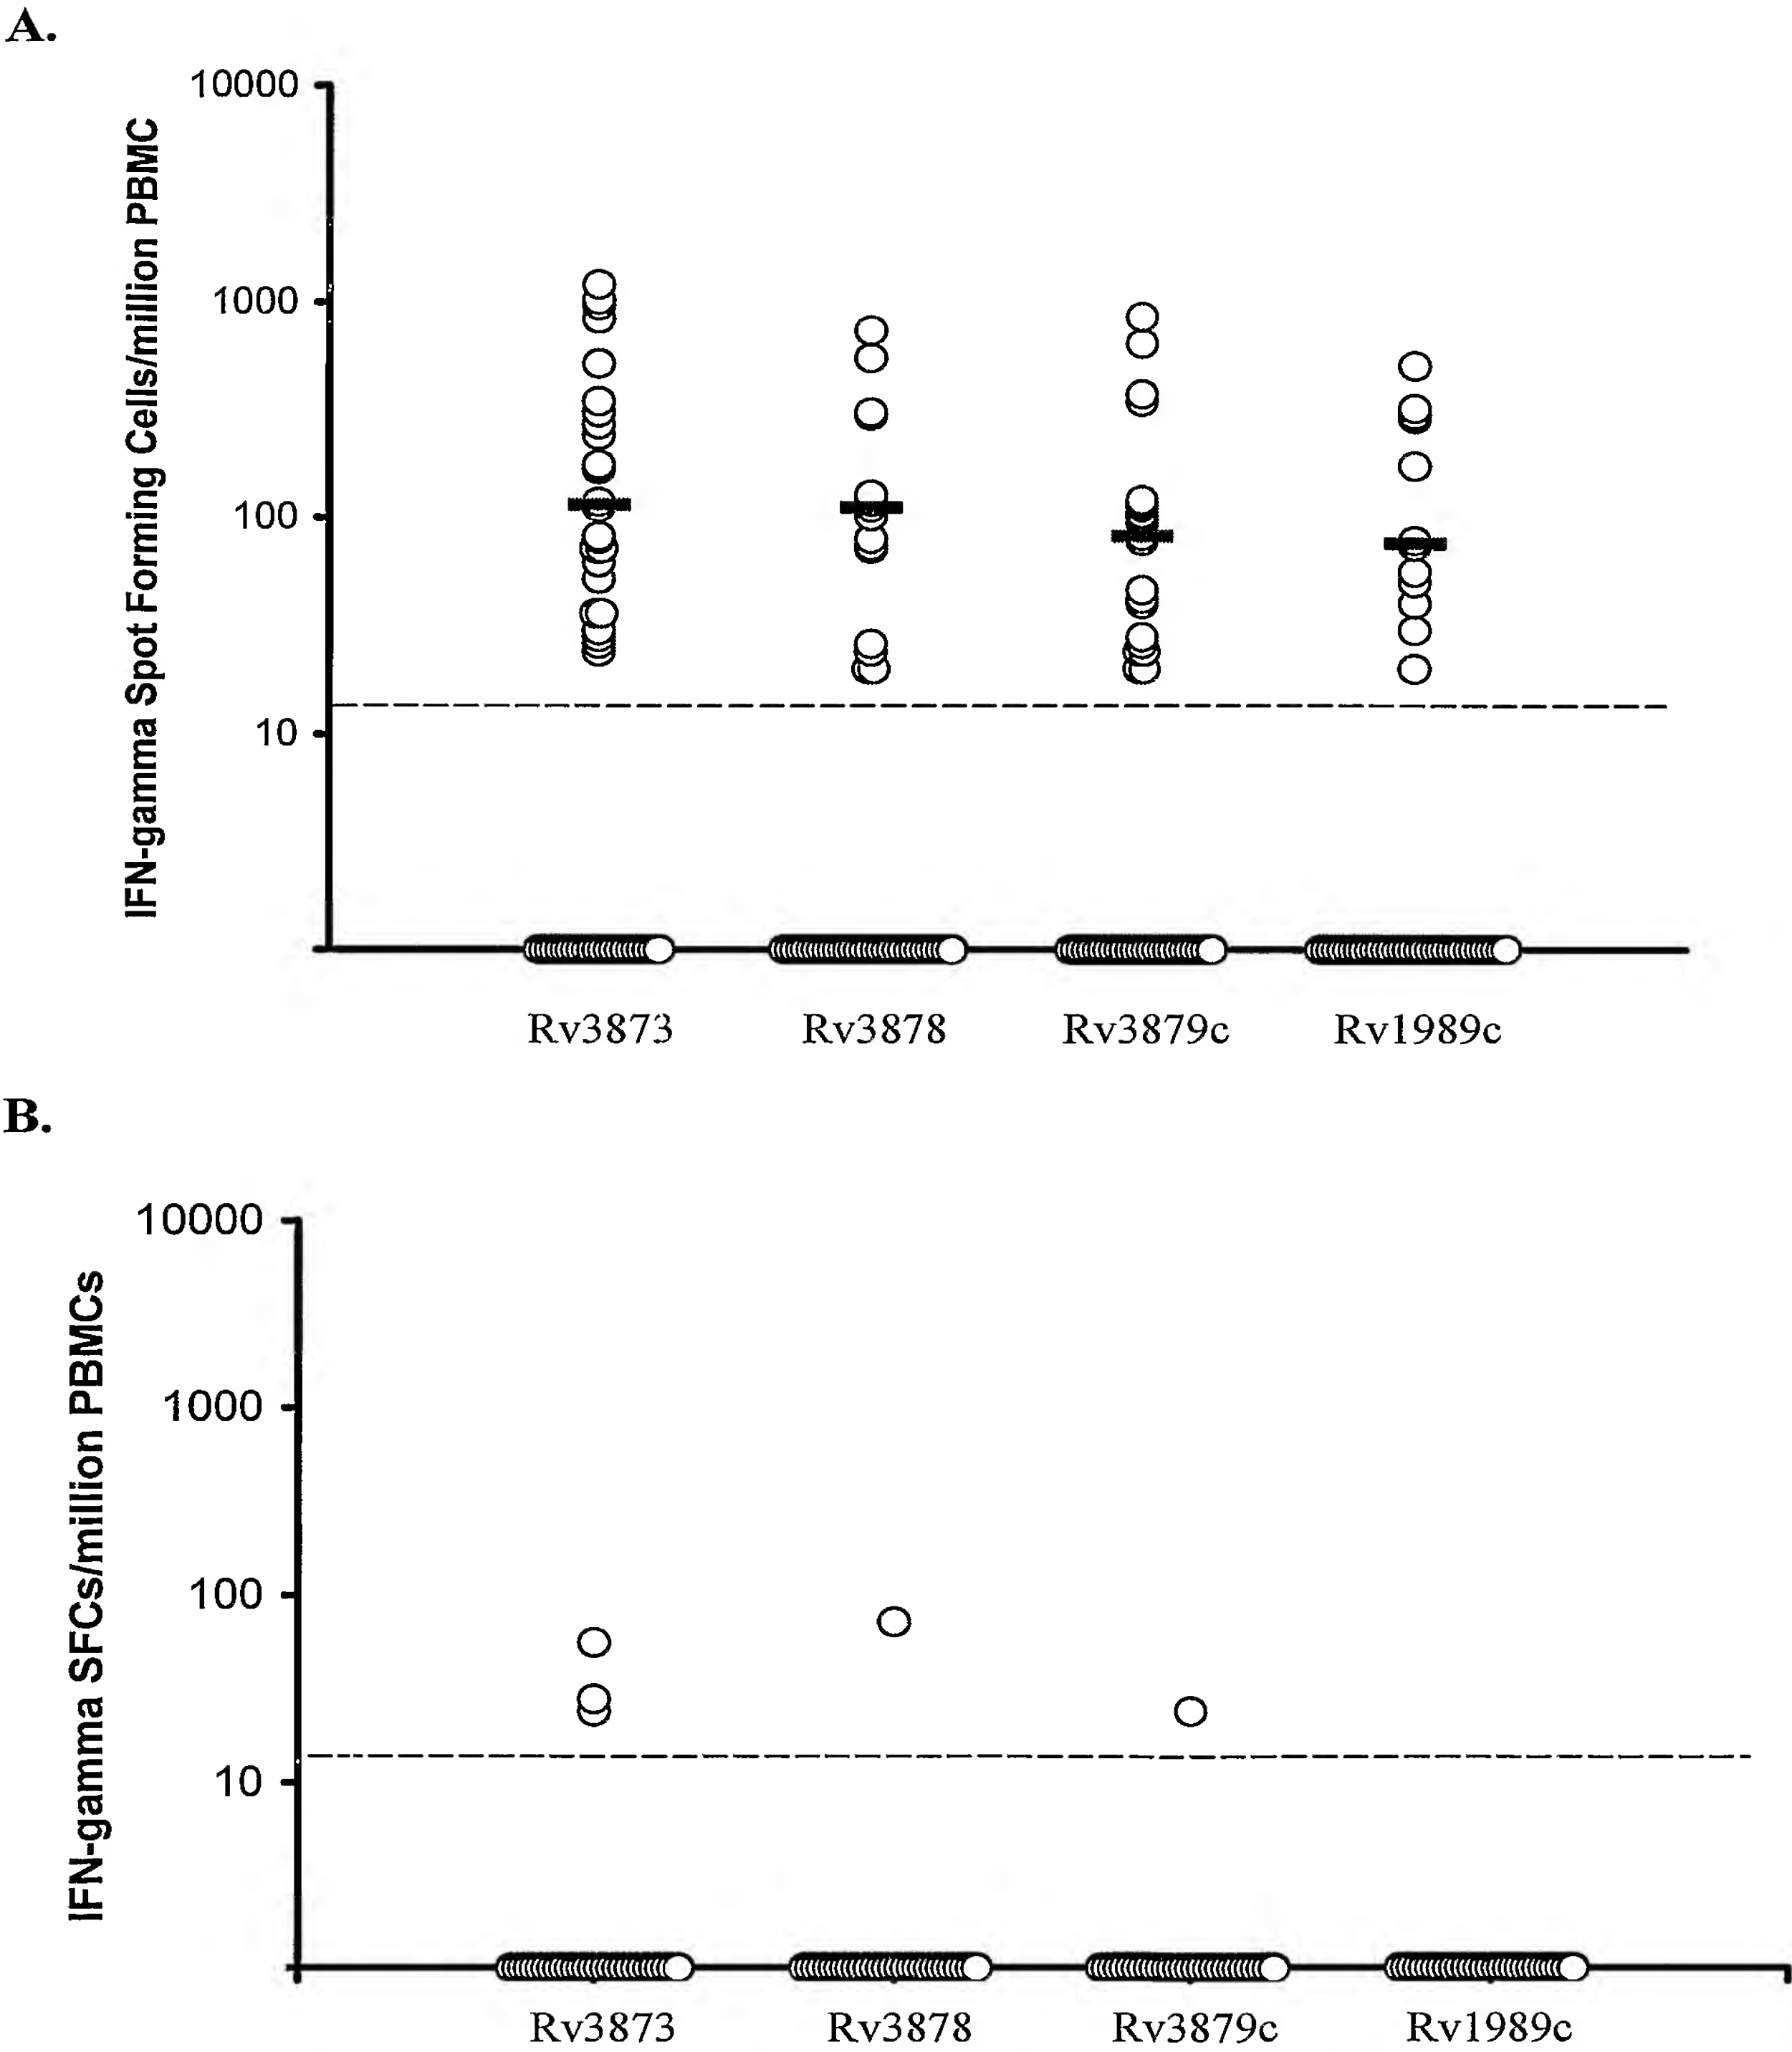 A.
IFN-gamma Spot Forming Cells/million PBMC
10000
1000
100
10
Rv3873 Rv3878 Rv3879c Rv1989c
B.
IFN-gamma SFCs/million PBMCs
10000
1000
100
10
Rv3873 Rv3878 Rv3879c Rv1989c